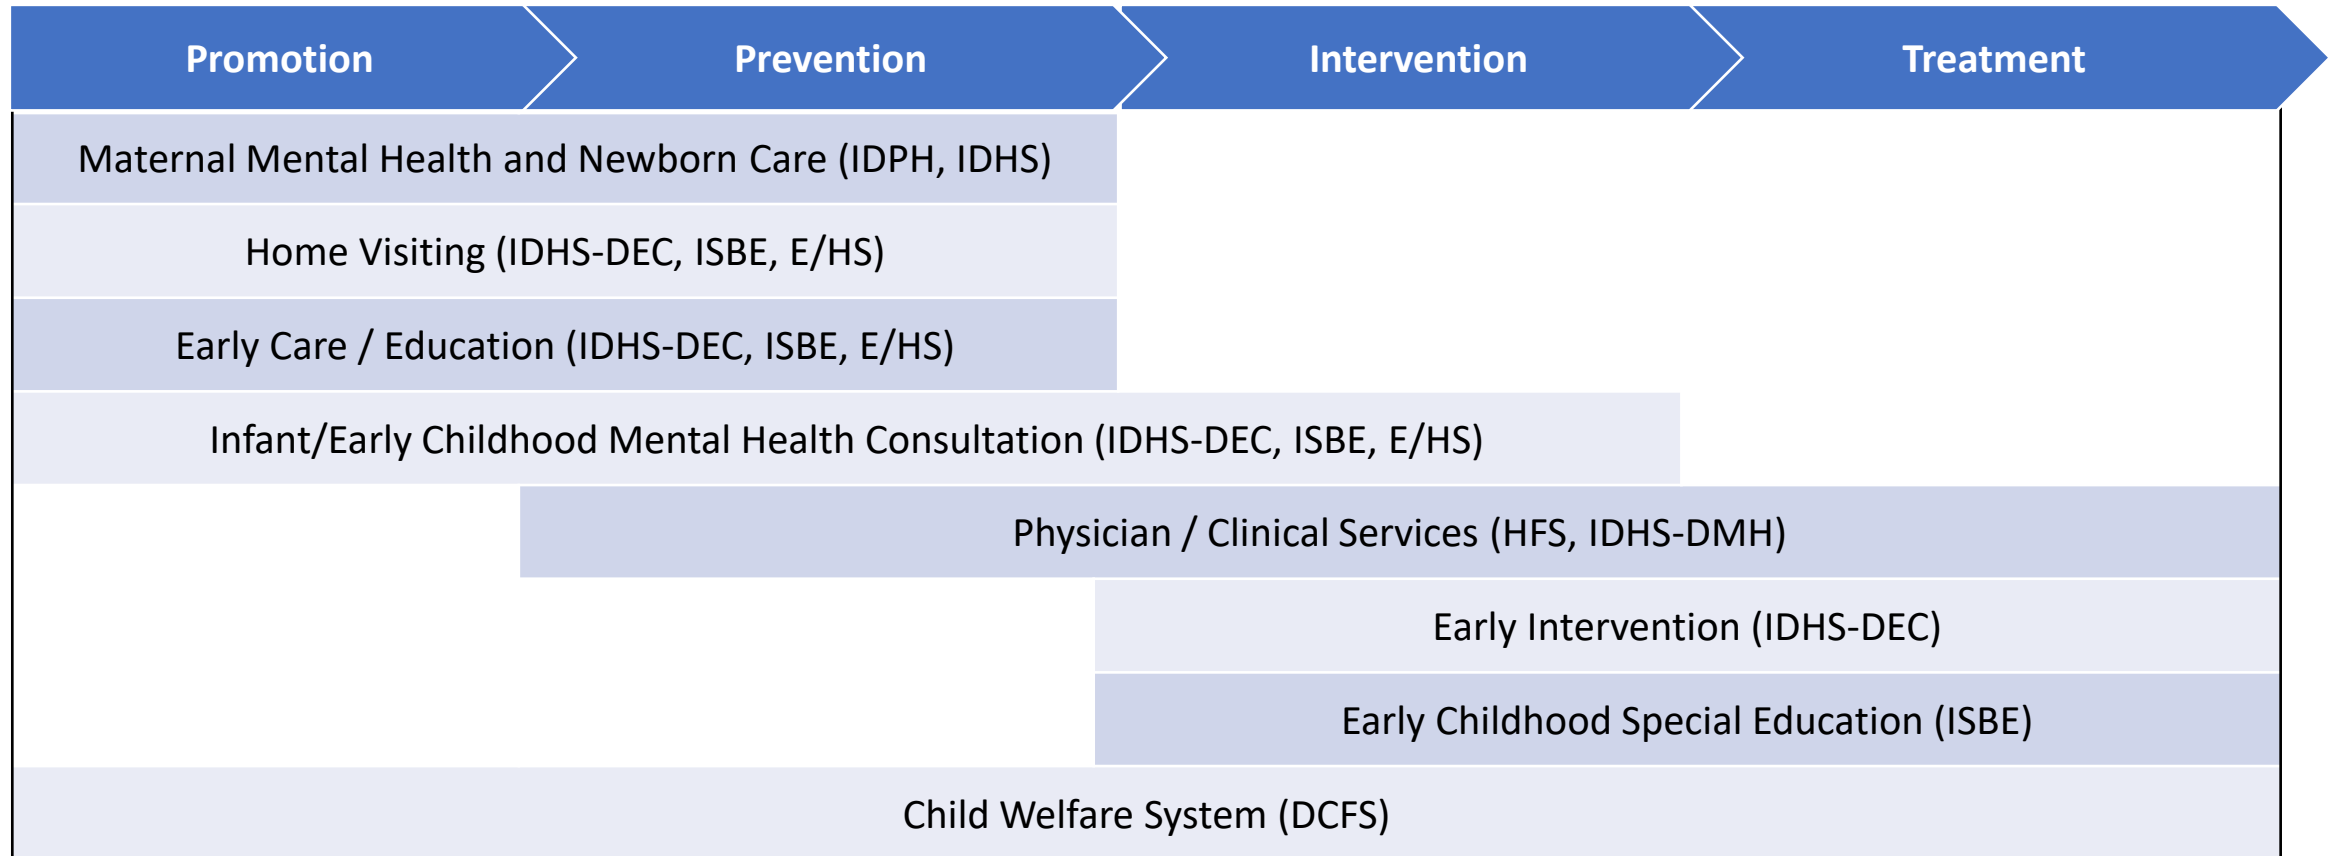 Promotion
Prevention
Intervention
Treatment
Maternal Mental Health and Newborn Care (IDPH, IDHS)
Home Visiting (IDHS-DEC, ISBE, E/HS)
Early Care / Education (IDHS-DEC, ISBE, E/HS)
Infant/Early Childhood Mental Health Consultation (IDHS-DEC, ISBE, E/HS)
Physician / Clinical Services (HFS, IDHS-DMH)
Early Intervention (IDHS-DEC)
Early Childhood Special Education (ISBE)
Child Welfare System (DCFS)